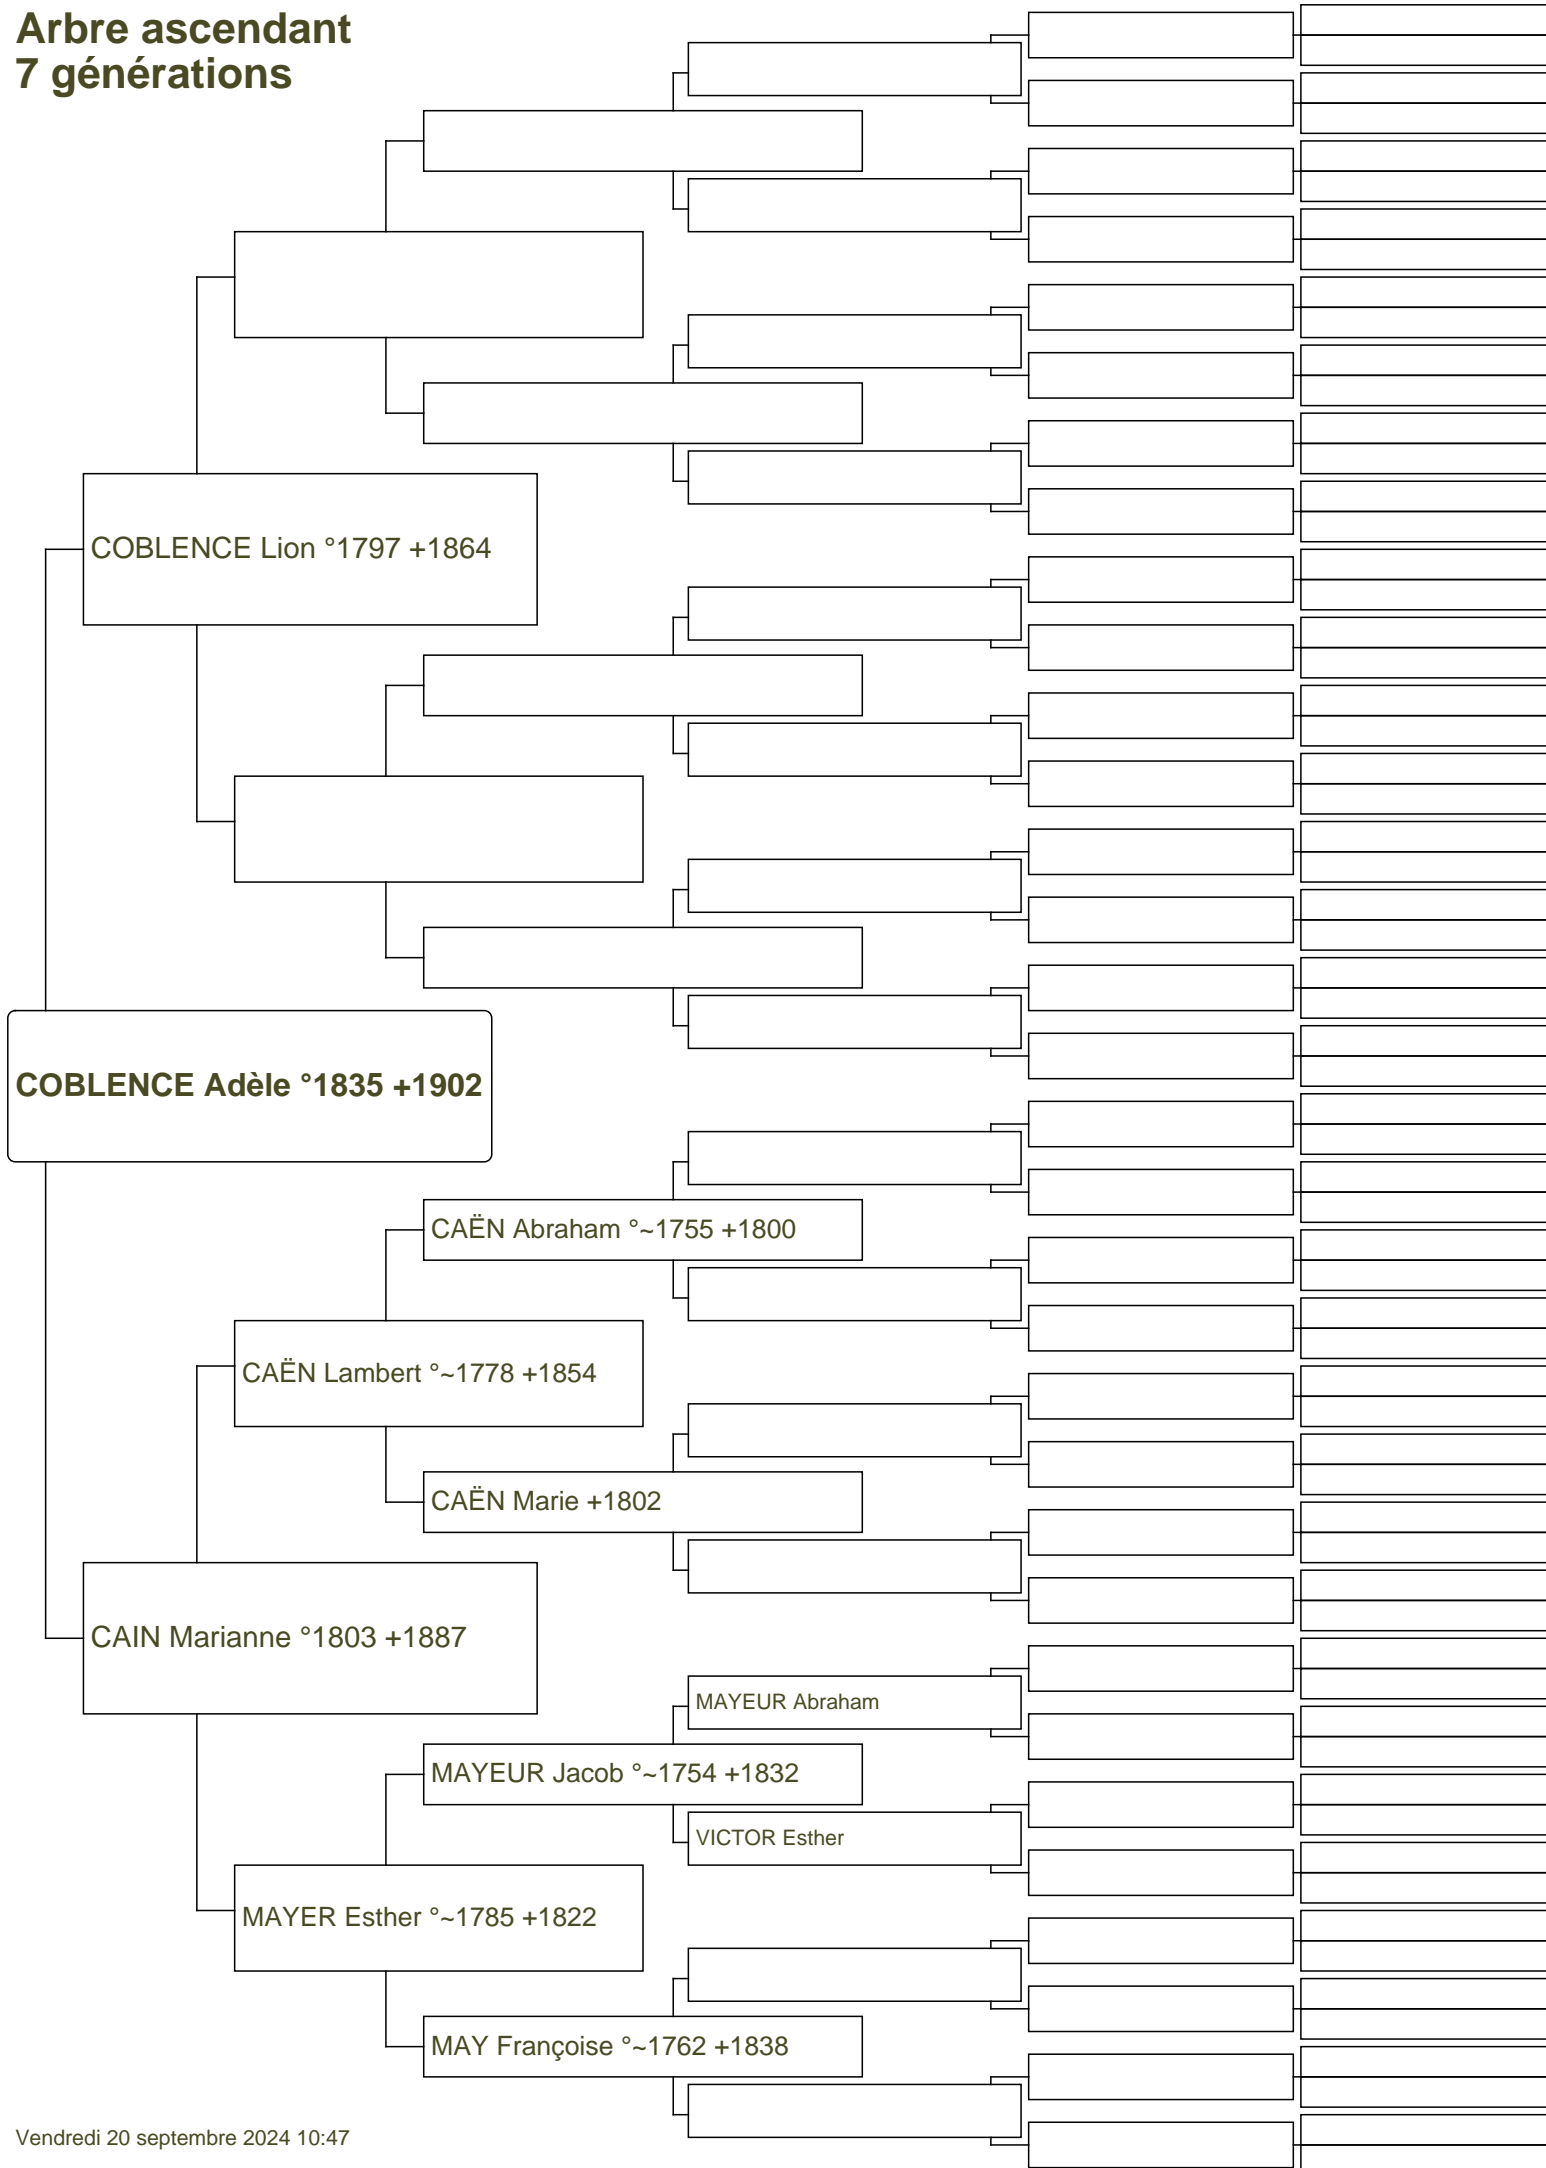 Arbre ascendant
7 générations
COBLENCE Lion °1797 +1864
COBLENCE Adèle °1835 +1902
CAËN Abraham °~1755 +1800
CAËN Lambert °~1778 +1854
CAËN Marie +1802
CAIN Marianne °1803 +1887
MAYEUR Abraham
MAYEUR Jacob °~1754 +1832
VICTOR Esther
MAYER Esther °~1785 +1822
MAY Françoise °~1762 +1838
Vendredi 20 septembre 2024 10:47